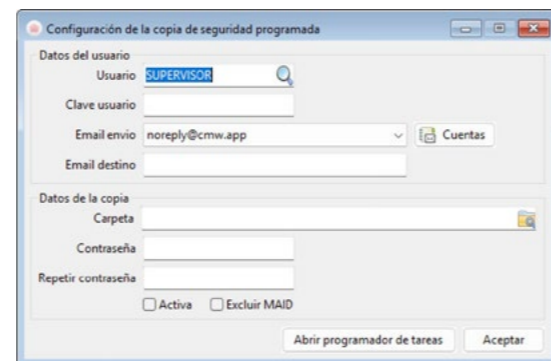 Configuración de la copia de seguridad programada
Datos del usuario
Usuario SUPERVISOR
Clave usuario
Email envio noreply@cmw.app Cuentas
Email destino
Datos de la copia
Carpeta
Contraseña
Repetir contraseña
Activa Excluir MAID
Abrir programador de tareas Aceptar